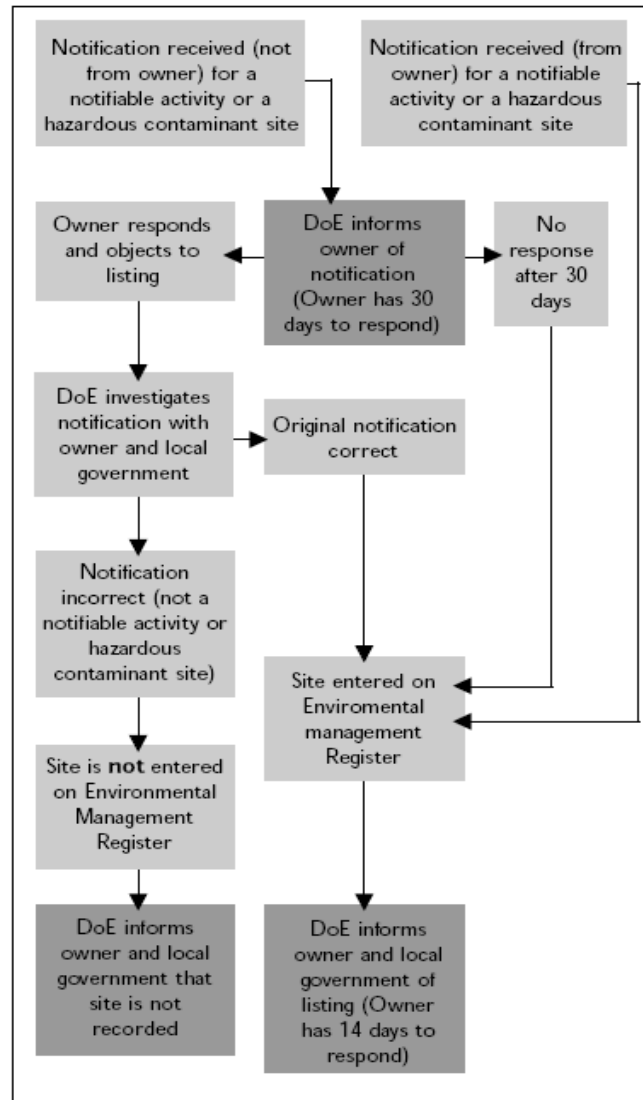 Notification received (not
from owner) for a
notifiable activity or a
hazardous contaminant site
Notification received (from
owner) for a notifiable
activity or a hazardous
contaminant site
Owner responds
and objects to
listing
DoE informs
owner of
notification
(Owner has 30
days to respond)
No
response
after 30
days
DoE investigates
notification with
owner and local
government
Original notification
correct
Notification
incorrect (not a
notifiable activity or
hazardous
contaminant site)
Site entered on
Enviromental
management
Register
Site is not entered
on Environmental
Management
Register
DoE informs
owner and local
government that
site is not
recorded
DoE informs
owner and local
government of
listing (Owner
has 14 days to
respond)